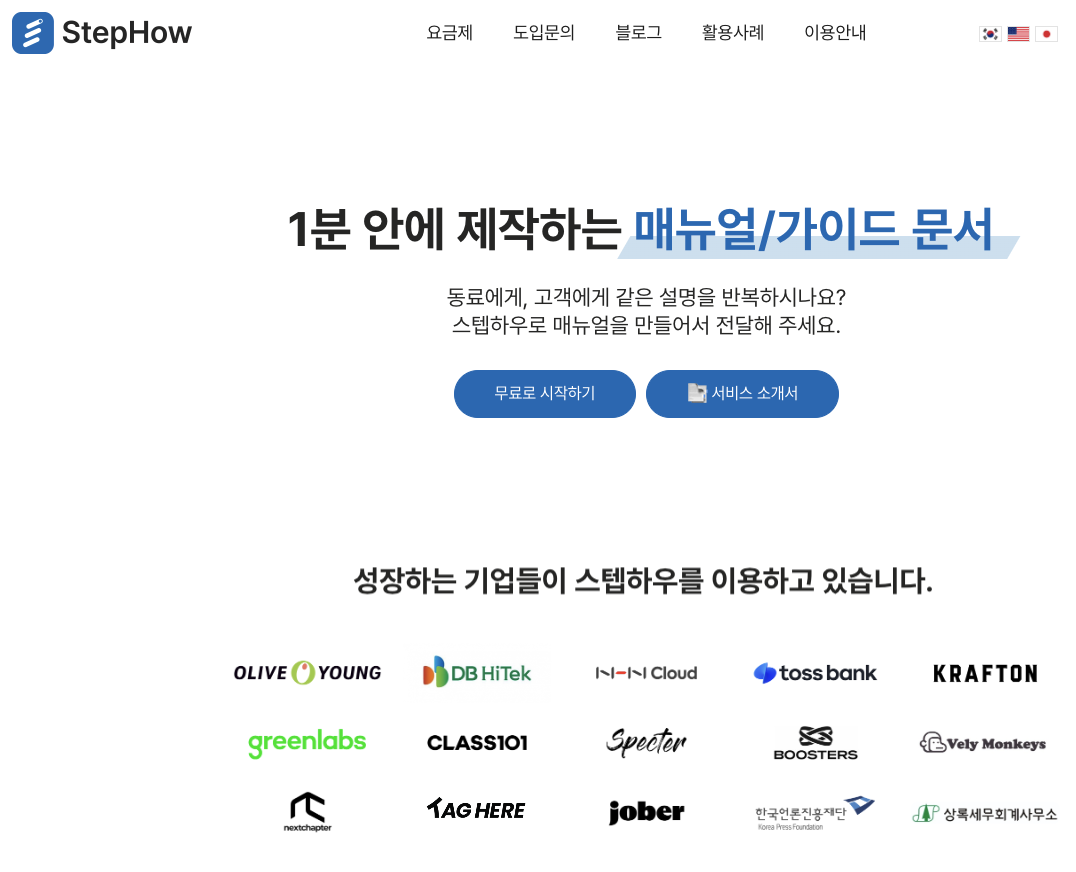 StepHow
요금제 도입문의 블로그 활용사례 이용안내
1분 안에 제작하는 매뉴얼/가이드 문서
동료에게, 고객에게 같은 설명을 반복하시나요?
스텝하우로 매뉴얼을 만들어서 전달해 주세요.
무료로 시작하기 서비스 소개서
성장하는 기업들이 스텝하우를 이용하고 있습니다.
OLIVE YOUNG DB HiTek NHN Cloud toss bank KRAFTON
greenlabs CLASS101 Specter BOOSTERS Vely Monkeys
nextchapter TAG HERE jober 한국언론진흥재단 상록세무회계사무소
Korea Press Foundation